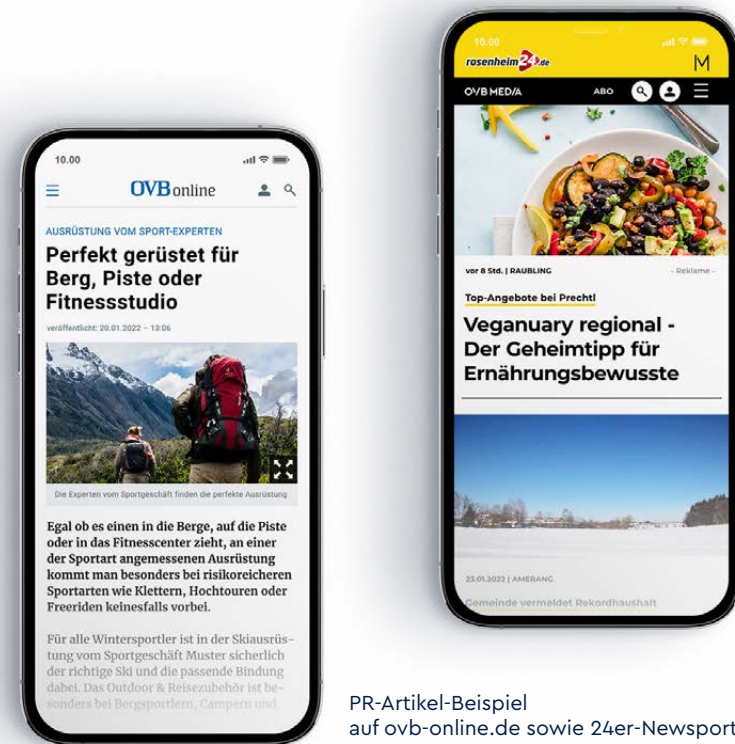 10.00
OVB online
AUSRÜSTUNG VOM SPORT-EXPERTEN
Perfekt gerüstet für
Berg, Piste oder
Fitnessstudio
veröffentlicht: 20.01.2022 – 13:06
Die Experten vom Sportgeschäft finden die perfekte Ausrüstung
Egal ob es einen in die Berge, auf die Piste
oder in das Fitnesscenter zieht, an einer
der Sportart angemessenen Ausrüstung
kommt man besonders bei risikoreicheren
Sportarten wie Klettern, Hochtouren oder
Freeriden keinesfalls vorbei.
Für alle Wintersportler ist in der Skiausrüs-
tung vom Sportgeschäft Muster sicherlich
der richtige Ski und die passende Bindung
dabei. Das Outdoor & Reisezubehör ist be-
sonders bei Bergsportlern, Campern und
10.00
rosenheim24.de
M
OVB MEDIA ABO
vor 8 Std. | RAUBLING - Reklame -
Top-Angebote bei Prechtl
Veganuary regional -
Der Geheimtipp für
Ernährungsbewusste
23.01.2022 | AMERANG
Gemeinde vermeldet Rekordhaushalt
PR-Artikel-Beispiel
auf ovb-online.de sowie 24er-Newsport